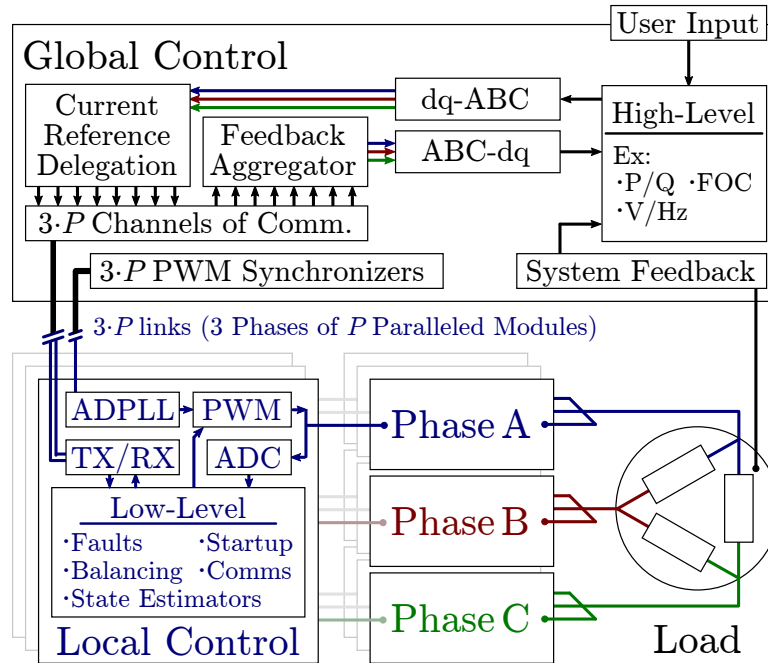 User Input
Global Control
Current
Reference
Delegation
Feedback
Aggregator
dq-ABC
ABC-dq
High-Level
Ex:
·P/Q ·FOC
·V/Hz
3·P Channels of Comm.
3·P PWM Synchronizers
System Feedback
3·P links (3 Phases of P Paralleled Modules)
ADPLL
PWM
TX/RX
ADC
Low-Level
·Faults ·Startup
·Balancing ·Comms
·State Estimators
Local Control
Phase A
Phase B
Phase C
Load